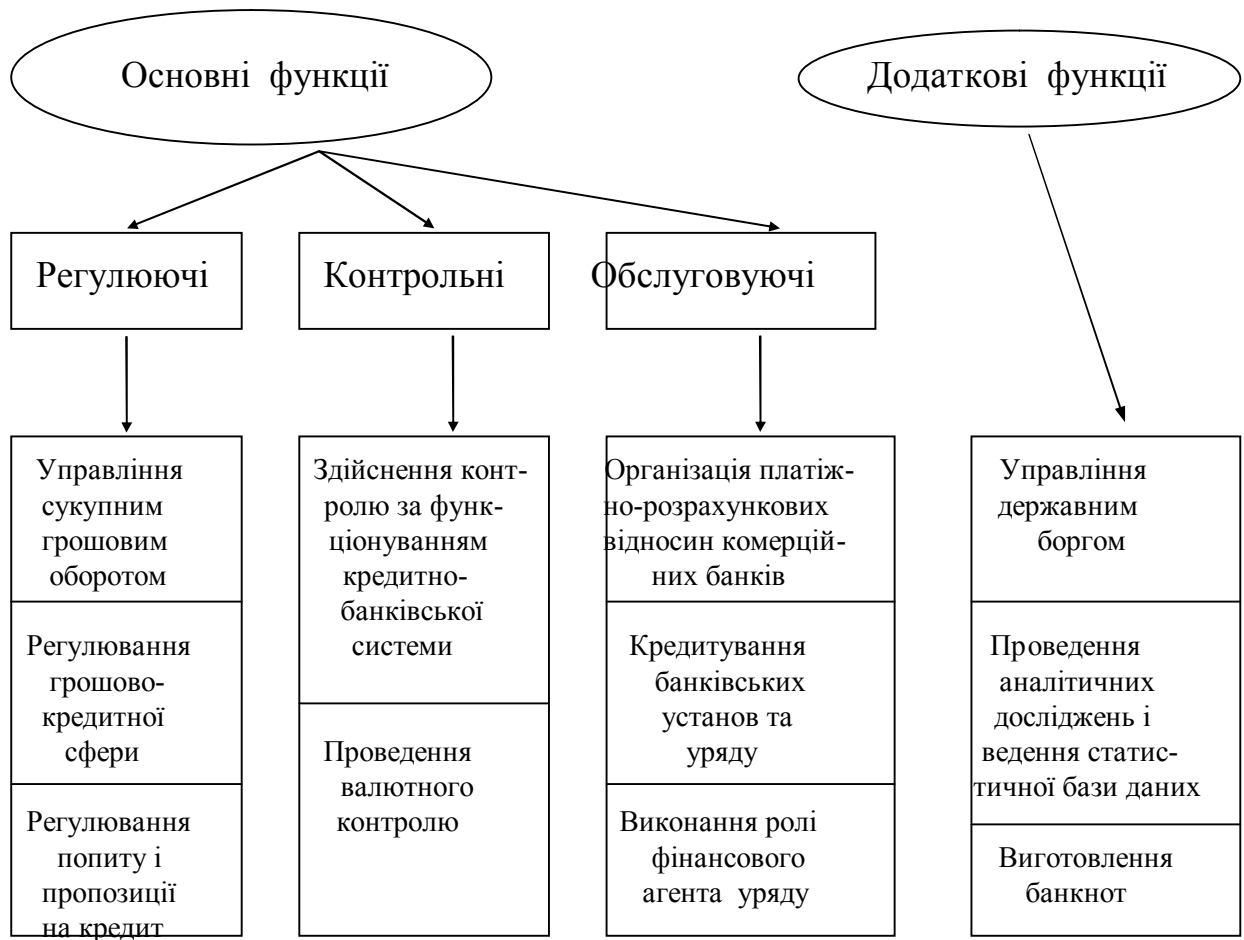 Основні функції
Додаткові функції
Регулюючі
Контрольні
Обслуговуючі
Управління
сукупним
грошовим
оборотом
Регулювання
грошово-
кредитної
сфери
Регулювання
попиту і
пропозиції
на кредит
Здійснення конт-
ролю за функ-
ціонуванням
кредитно-
банківської
системи
Проведення
валютного
контролю
Організація платіж-
но-розрахункових
відносин комерцій-
них банків
Кредитування
банківських
установ та
уряду
Виконання ролі
фінансового
агента уряду
Управління
державним
боргом
Проведення
аналітичних
досліджень і
ведення статис-
тичної бази даних
Виготовлення
банкнот